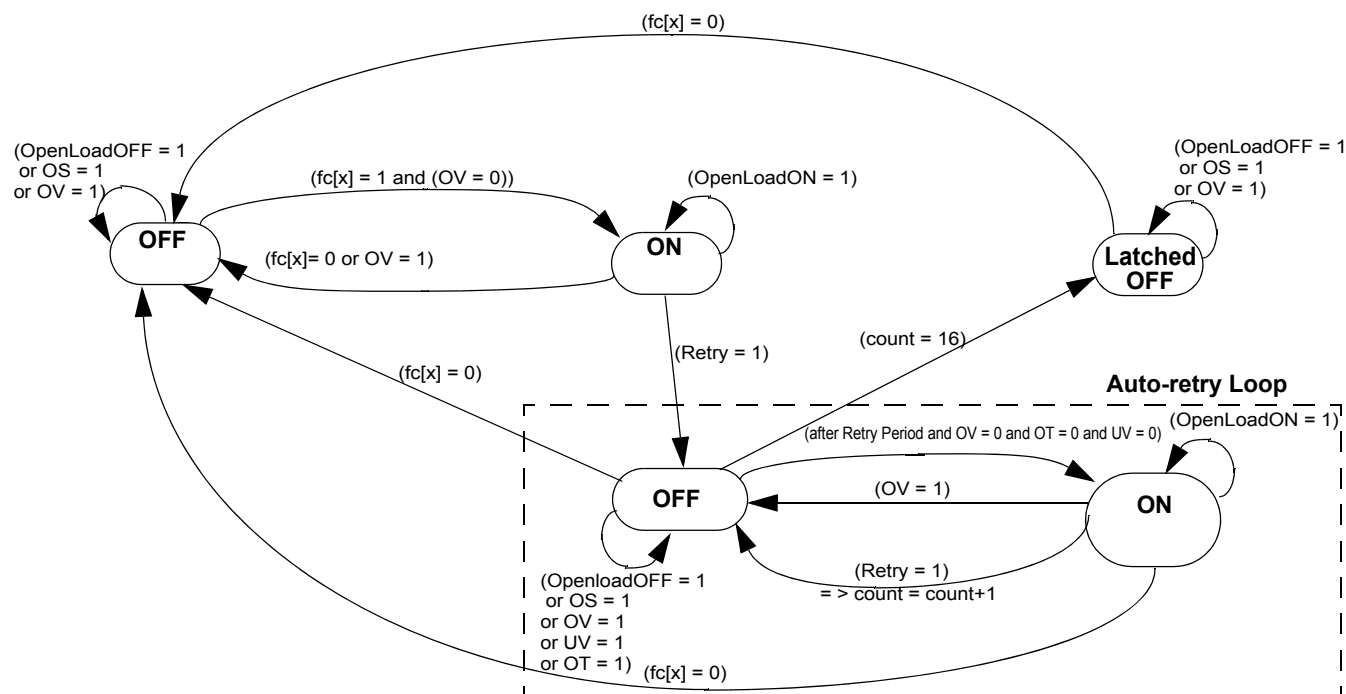 (fc[x] = 0)
(OpenLoadOFF = 1
or OS = 1
or OV = 1)
(fc[x] = 1 and (OV = 0))
(OpenLoadON = 1)
(OpenLoadOFF = 1
or OS = 1
or OV = 1)
OFF
ON
(fc[x]= 0 or OV = 1)
Latched
OFF
(Retry = 1)
(count = 16)
(fc[x] = 0)
Auto-retry Loop
(after Retry Period and OV = 0 and OT = 0 and UV = 0)
(OpenLoadON = 1)
OFF
(OV = 1)
ON
(Retry = 1)
= > count = count+1
(OpenloadOFF = 1
or OS = 1
or OV = 1
or UV = 1
or OT = 1)
(fc[x] = 0)